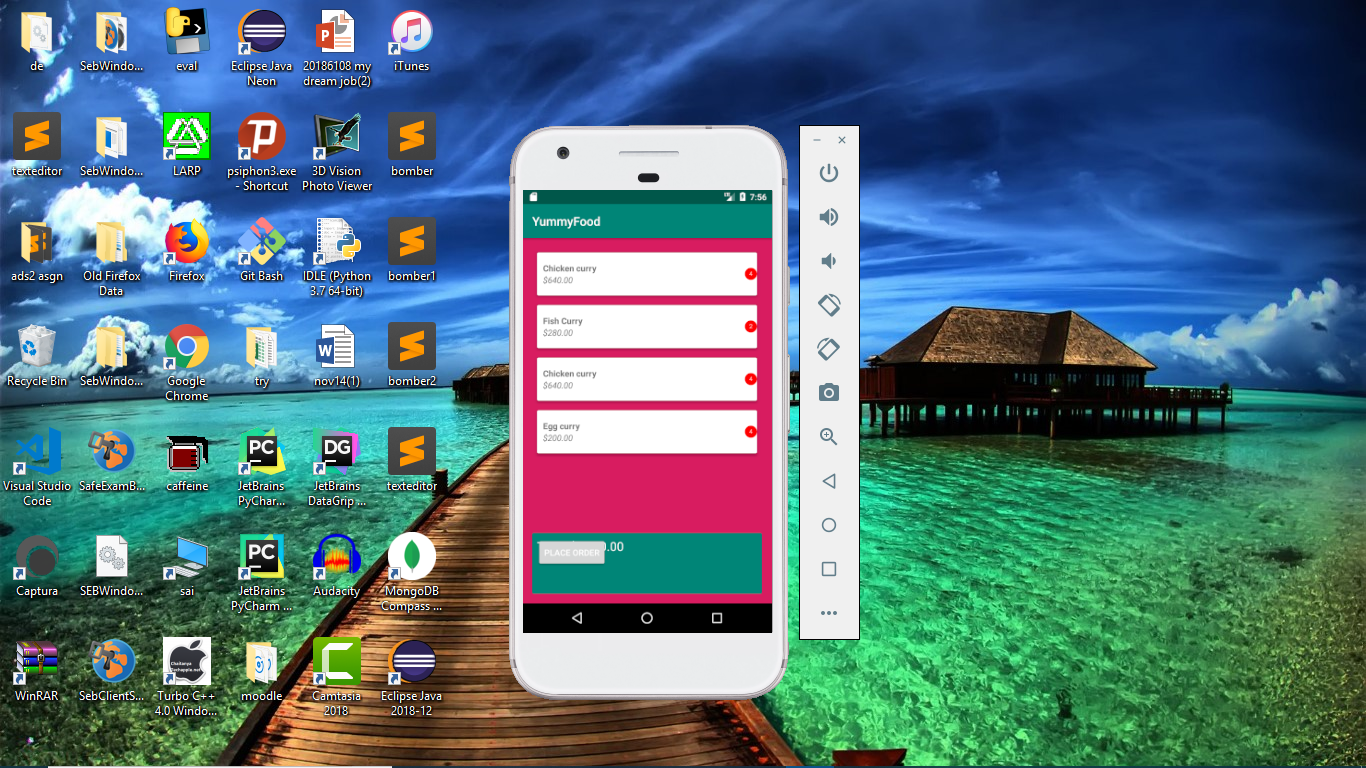 de
SebWindo...
eval
Eclipse Java
Neon
20186108 my
dream job(2)
iTunes
texteditor
SebWindo...
LARP
psiphon3.exe
- Shortcut
3D Vision
Photo Viewer
bomber
ads2 asgn
Old Firefox
Data
Firefox
Git Bash
IDLE (Python
3.7 64-bit)
bomber1
Recycle Bin
SebWindo...
Google
Chrome
try
nov14(1)
bomber2
Visual Studio
Code
SafeExamB...
caffeine
JetBrains
PyChar...
JetBrains
DataGrip ...
texteditor
Captura
SEBWindo...
sai
JetBrains
PyCharm ...
Audacity
MongoDB
Compass ...
WinRAR
SebClientS...
Turbo C++
4.0 Windo...
moodle
Camtasia
2018
Eclipse Java
2018-12
7:56
YummyFood
Chicken curry
$640.00
4
Fish Curry
$280.00
2
Chicken curry
$640.00
4
Egg curry
$200.00
4
PLACE ORDER
.00